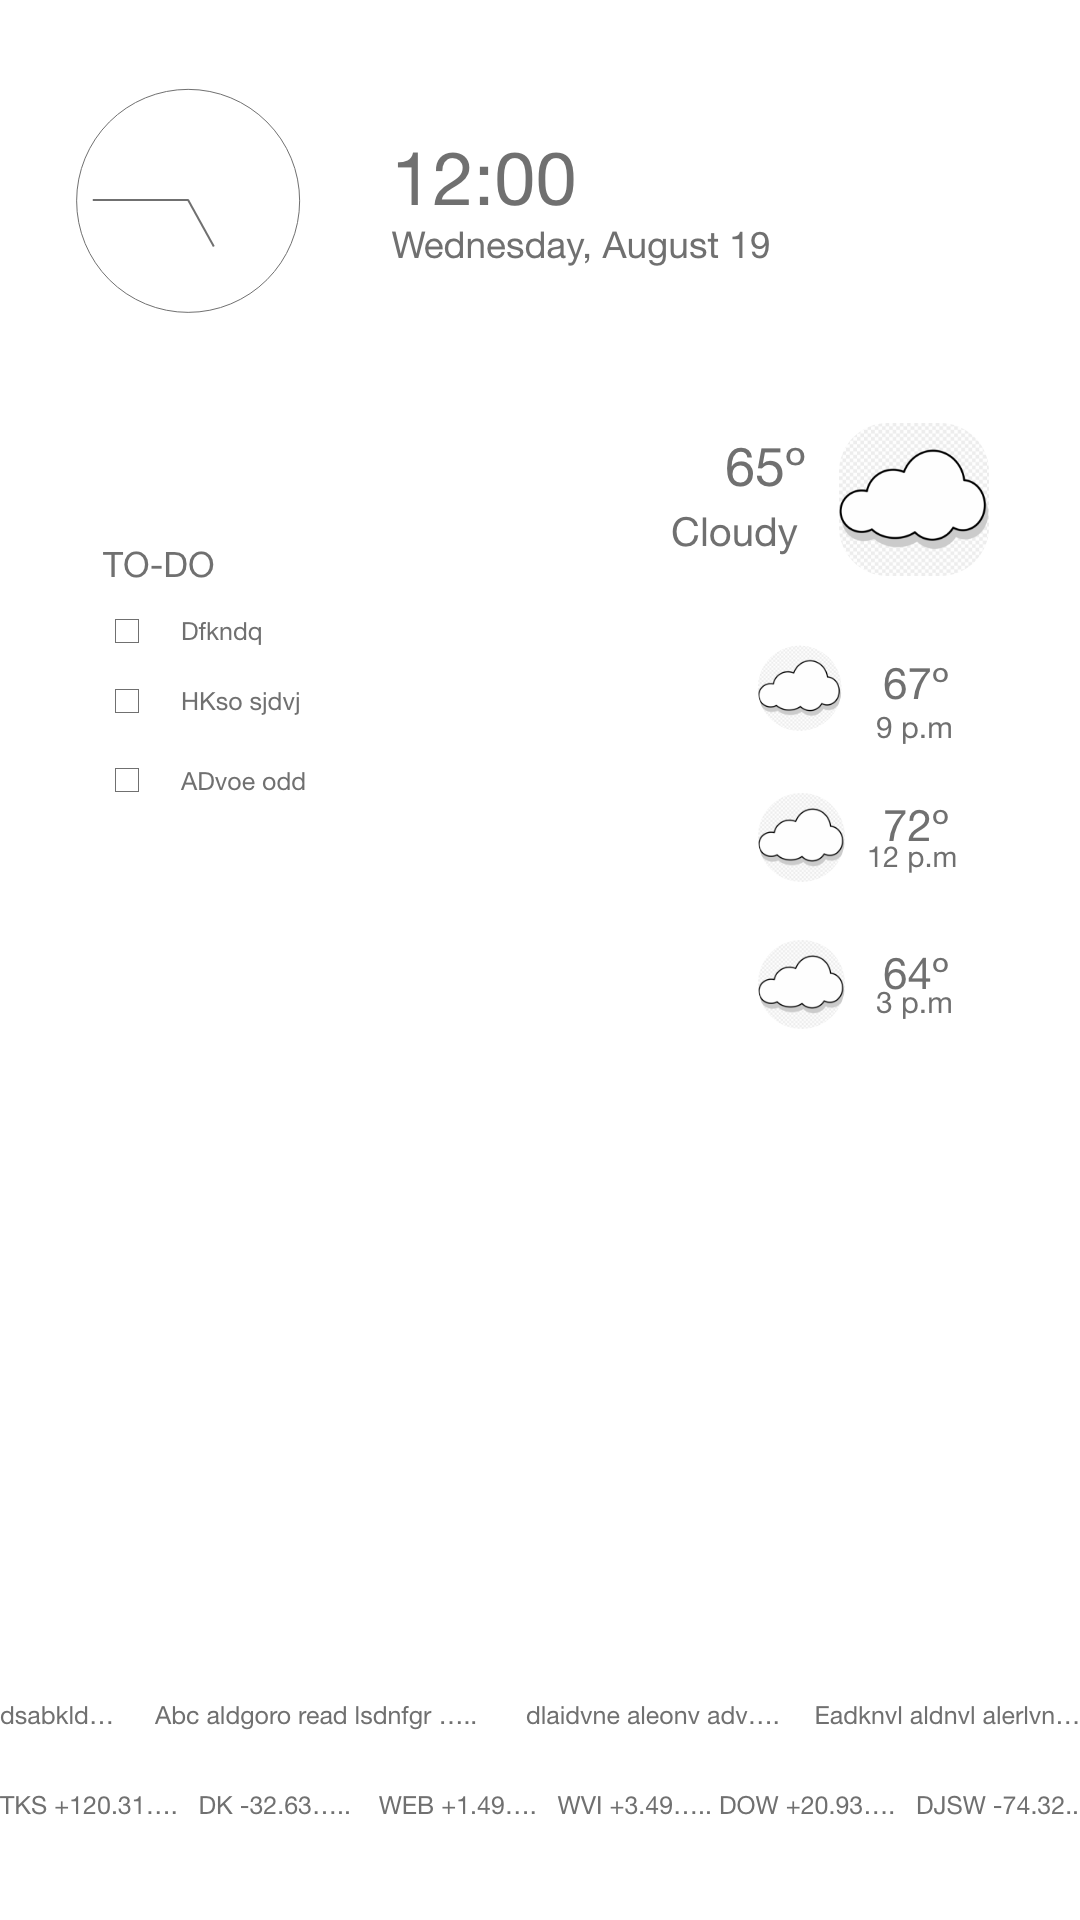 12:00
Wednesday, August 19
65º
Cloudy
TO-DO
Dfkndq
HKso sjdvj
ADvoe odd
67º
9 p.m
72º
12 p.m
64º
3 p.m
dsabkld… Abc aldgoro read lsdnfgr ….. dlaidvne aleonv adv…. Eadknvl aldnvl alerlvn…
TKS +120.31…. DK -32.63….. WEB +1.49…. WVI +3.49….. DOW +20.93…. DJSW -74.32..